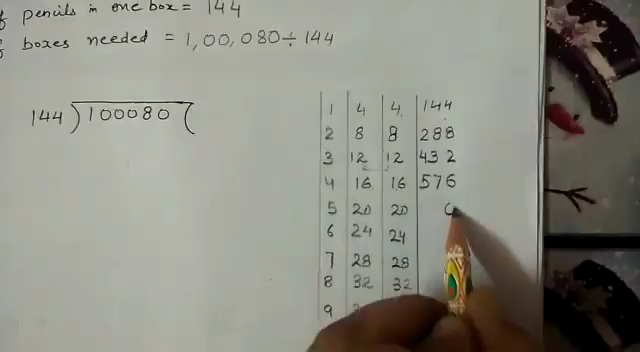 f pencils in one box = 144
f boxes needed = 1,00,080 ÷ 144
144 ) 100080 (
1 4 4 144
2 8 8 288
3 12 12 432
4 16 16 576
5 20 20
6 24 24
7 28 28
8 32 32
9